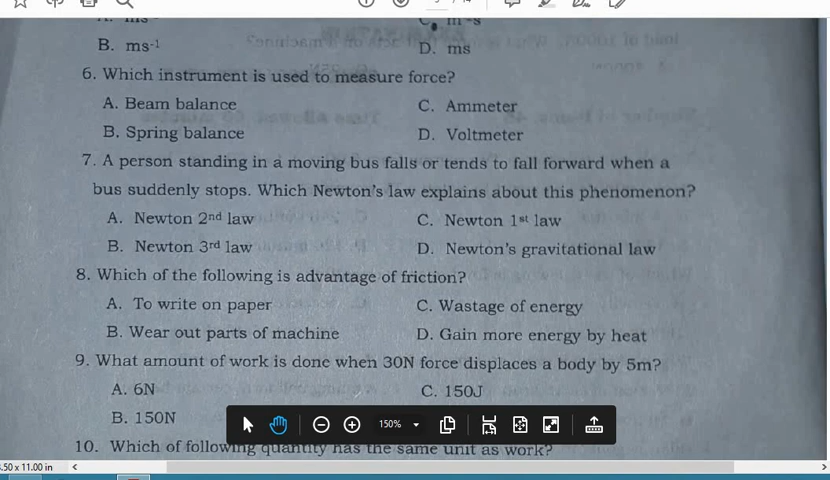 C. m-s
B. ms-1
D. ms
6. Which instrument is used to measure force?
A. Beam balance
C. Ammeter
B. Spring balance
D. Voltmeter
7. A person standing in a moving bus falls or tends to fall forward when a
bus suddenly stops. Which Newton's law explains about this phenomenon?
A. Newton 2nd law
C. Newton 1st law
B. Newton 3rd law
D. Newton's gravitational law
8. Which of the following is advantage of friction?
A. To write on paper
C. Wastage of energy
B. Wear out parts of machine
D. Gain more energy by heat
9. What amount of work is done when 30N force displaces a body by 5m?
A. 6N
C. 150J
B. 150N
150%
10. Which of following quantity has the same unit as work?
.50 x 11.00 in